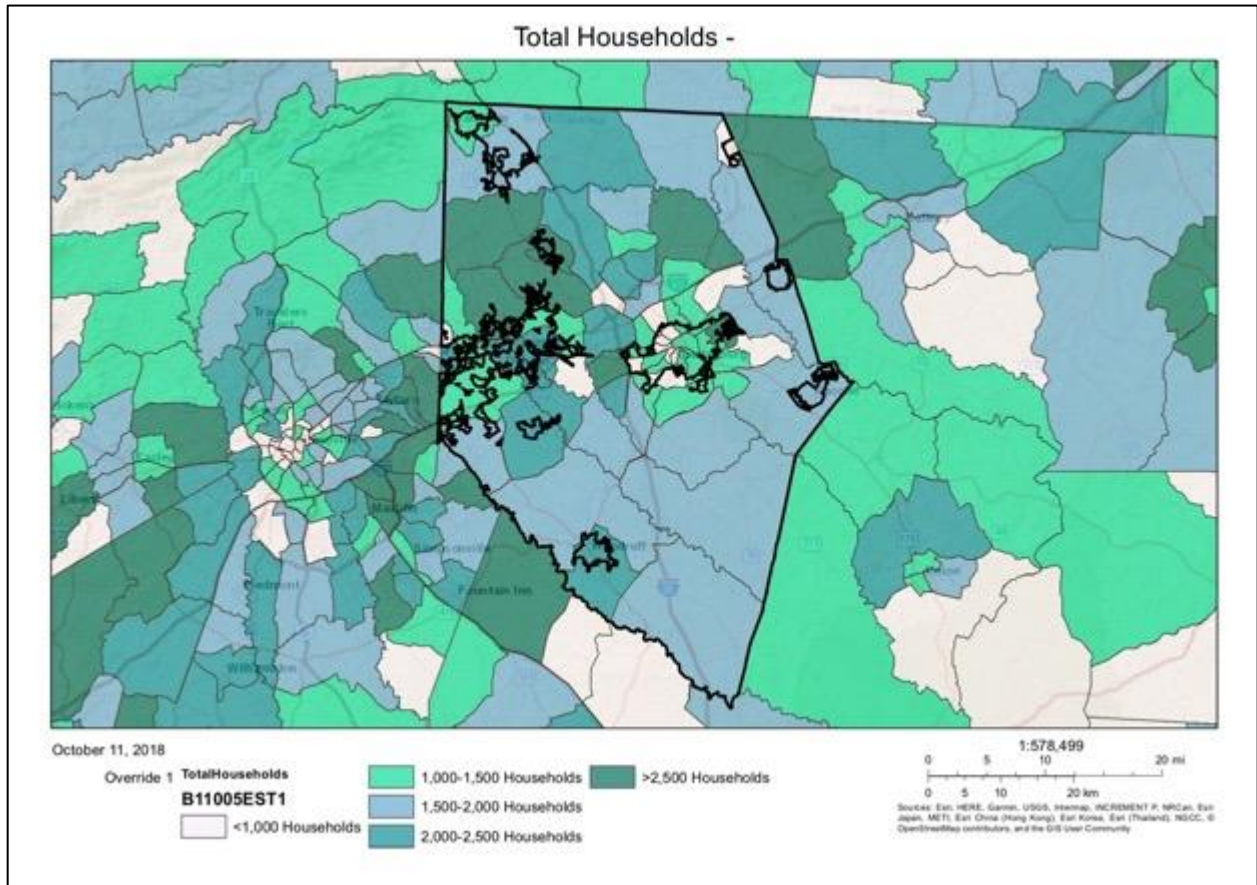 Total Households -
Travelers
Woodruff
Simpsonville
Fountain Inn
Piedmont
October 11, 2018
Override 1
TotalHouseholds
B11005EST1
<1,000 Households
1,000-1,500 Households
1,500-2,000 Households
2,000-2,500 Households
>2,500 Households
1:578,499
0 5 10 20 mi
0 5 10 20 km
Sources: Esri, HERE, Garmin, USGS, Intermap, INCREMENT P, NRCan, Esri
Japan, METI, Esri China (Hong Kong), Esri Korea, Esri (Thailand), NGCC, ©
OpenStreetMap contributors, and the GIS User Community